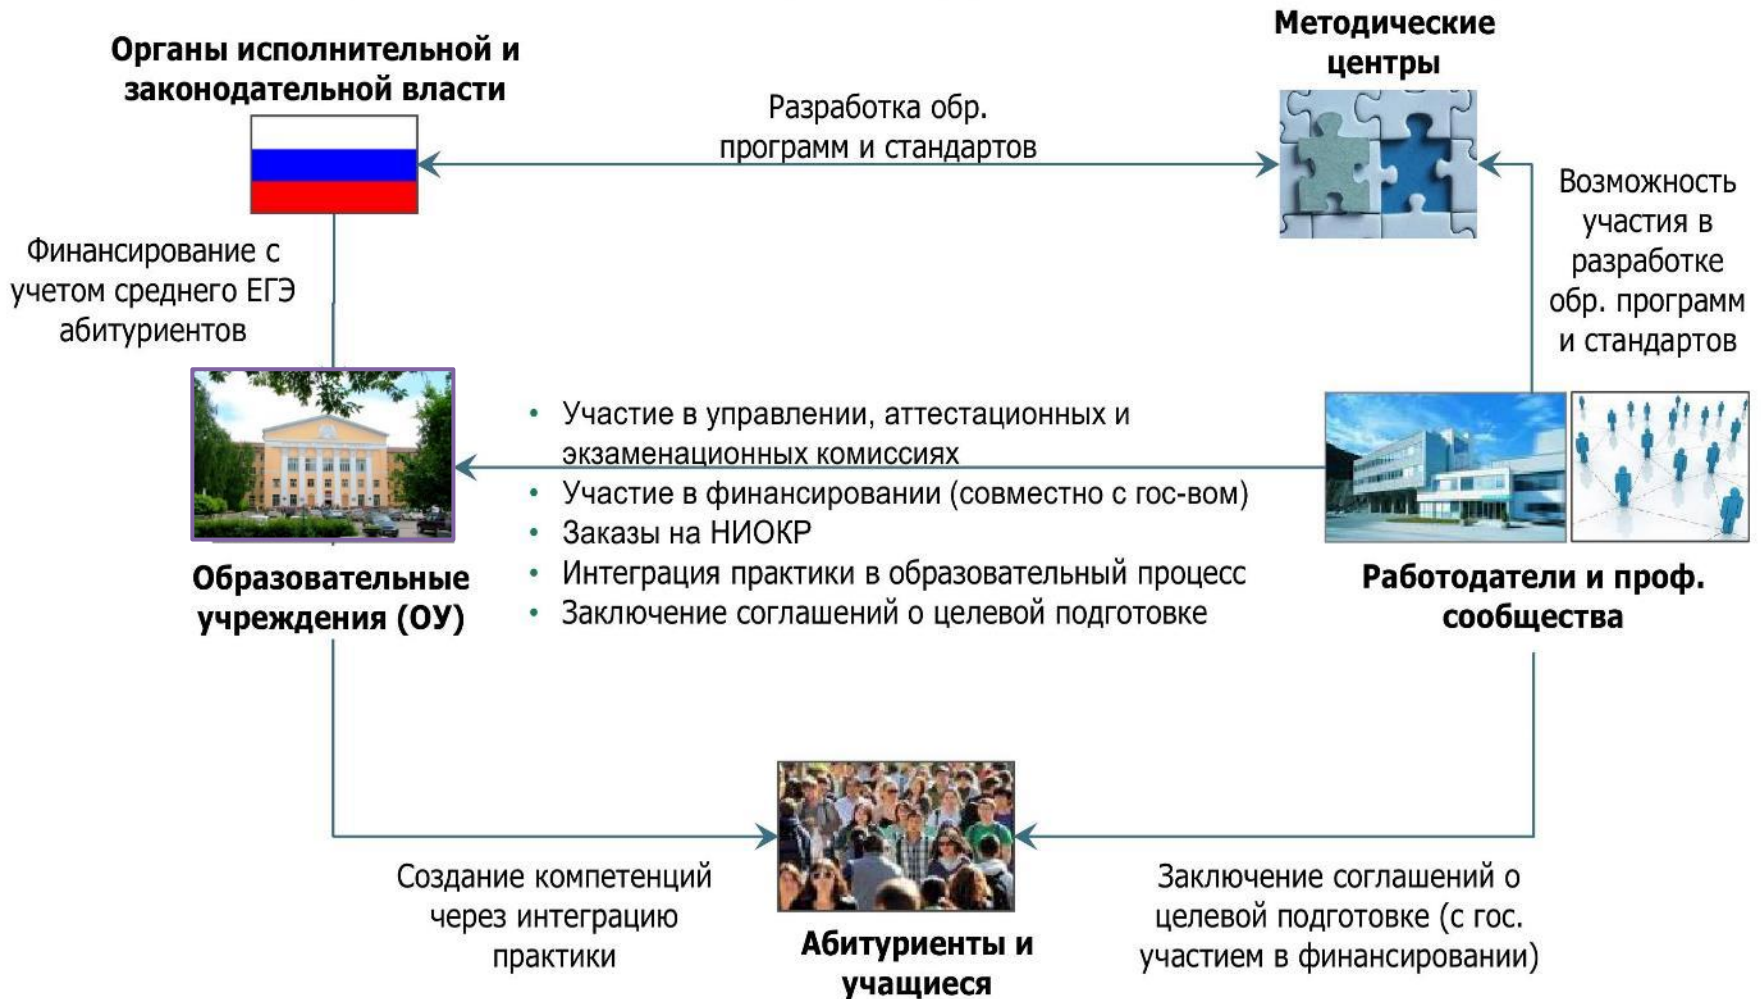 Органы исполнительной и
законодательной власти
Методические
центры
Разработка обр.
программ и стандартов
Возможность
участия в
разработке
обр. программ
и стандартов
Финансирование с
учетом среднего ЕГЭ
абитуриентов
• Участие в управлении, аттестационных и
экзаменационных комиссиях
• Участие в финансировании (совместно с гос-вом)
• Заказы на НИОКР
• Интеграция практики в образовательный процесс
• Заключение соглашений о целевой подготовке
Образовательные
учреждения (ОУ)
Работодатели и проф.
сообщества
Создание компетенций
через интеграцию
практики
Абитуриенты и
учащиеся
Заключение соглашений о
целевой подготовке (с гос.
участием в финансировании)